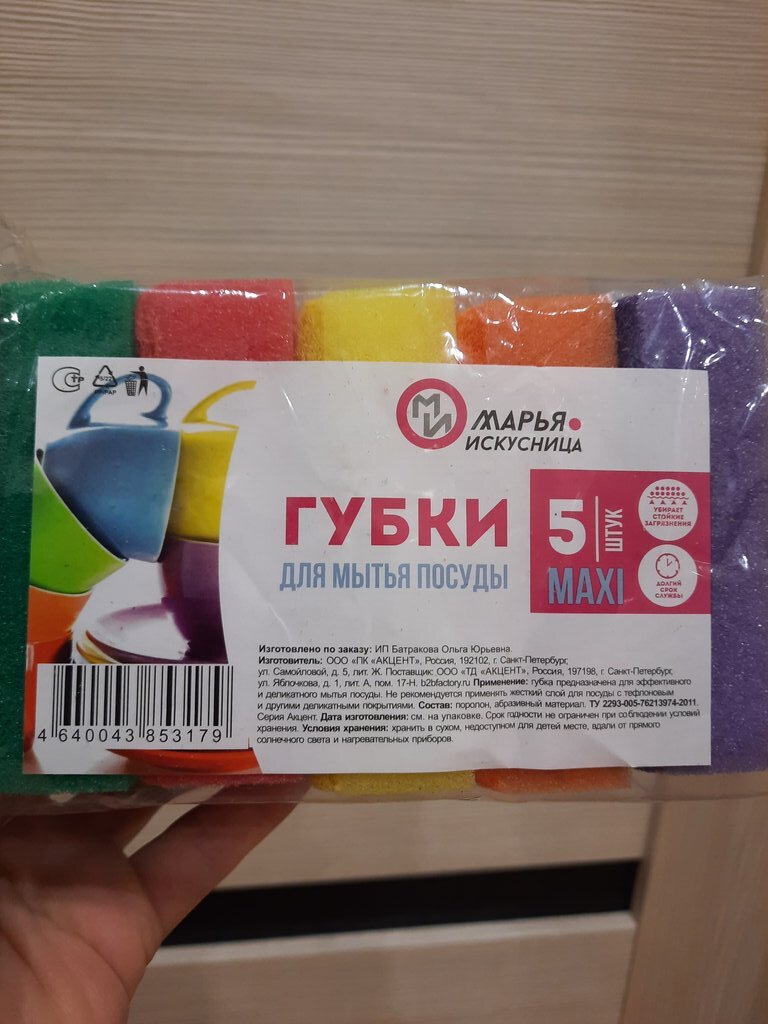 СТР
PP/PAP
МИ
МАРЬЯ
ИСКУСНИЦА
ГУБКИ
ДЛЯ МЫТЬЯ ПОСУДЫ
5 ШТУК
MAXI
УБИРАЕТ
СТОЙКИЕ
ЗАГРЯЗНЕНИЯ
ДОЛГИЙ
СРОК
СЛУЖБЫ
Изготовлено по заказу: ИП Батракова Ольга Юрьевна.
Изготовитель: ООО «ПК «АКЦЕНТ», Россия, 192102, г. Санкт-Петербург,
ул. Самойловой, д. 5, лит. Ж. Поставщик: ООО «ТД «АКЦЕНТ», Россия, 197198, г. Санкт-Петербург,
ул. Яблочкова, д. 1, лит. А, пом. 17-Н. b2bfactory.ru Применение: губка предназначена для эффективного
и деликатного мытья посуды. Не рекомендуется применять жесткий слой для посуды с тефлоновым
и другими деликатными покрытиями. Состав: поролон, абразивный материал. ТУ 2293-005-76213974-2011.
Серия Акцент. Дата изготовления: см. на упаковке. Срок годности не ограничен при соблюдении условий
хранения. Условия хранения: хранить в сухом, недоступном для детей месте, вдали от прямого
солнечного света и нагревательных приборов.
4 640043 853179